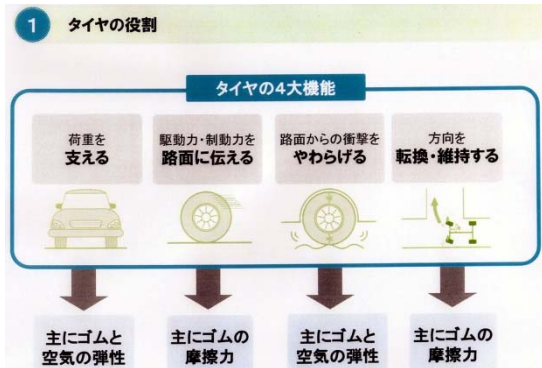 1 タイヤの役割
タイヤの4大機能
荷重を
支える
駆動力・制動力を
路面に伝える
路面からの衝撃を
やわらげる
方向を
転換・維持する
主にゴムと
空気の弾性
主にゴムの
摩擦力
主にゴムと
空気の弾性
主にゴムの
摩擦力